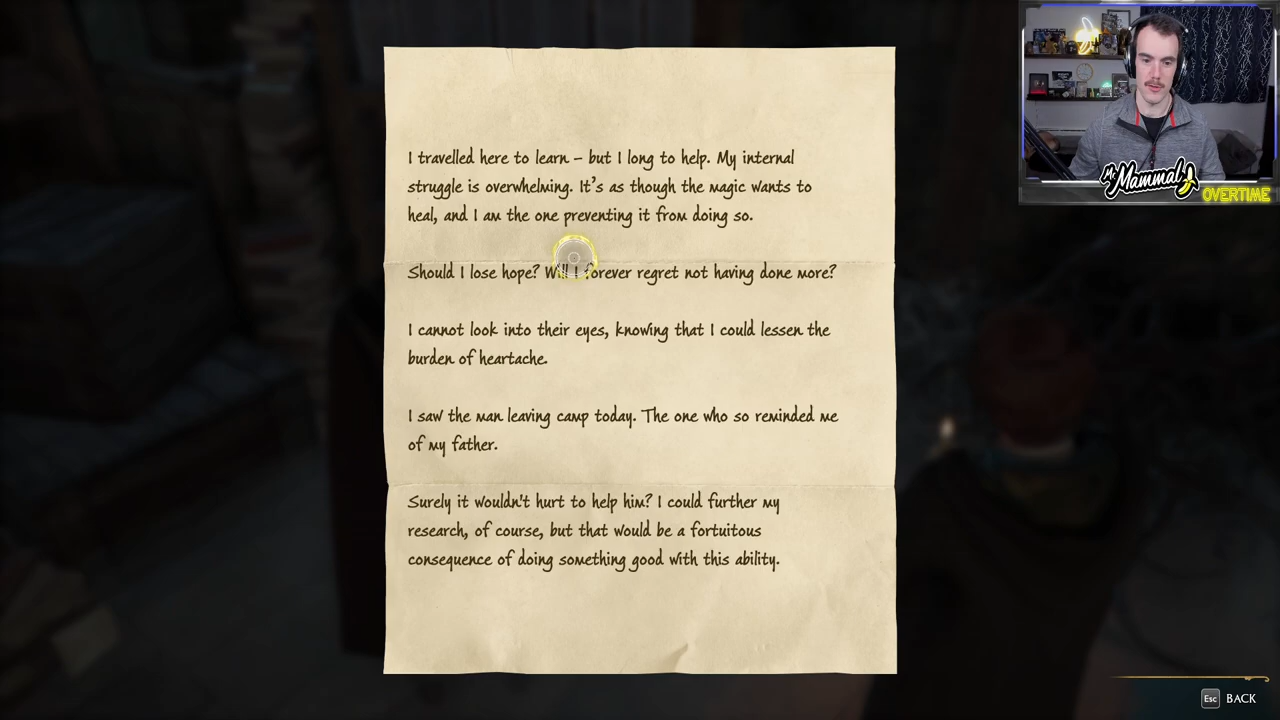 I travelled here to learn – but I long to help. My internal
struggle is overwhelming. It's as though the magic wants to
heal, and I am the one preventing it from doing so.
Should I lose hope? Will I forever regret not having done more?
I cannot look into their eyes, knowing that I could lessen the
burden of heartache.
I saw the man leaving camp today. The one who so reminded me
of my father.
Surely it wouldn't hurt to help him? I could further my
research, of course, but that would be a fortuitous
consequence of doing something good with this ability.
Mr. Mammal
OVERTIME
Esc BACK